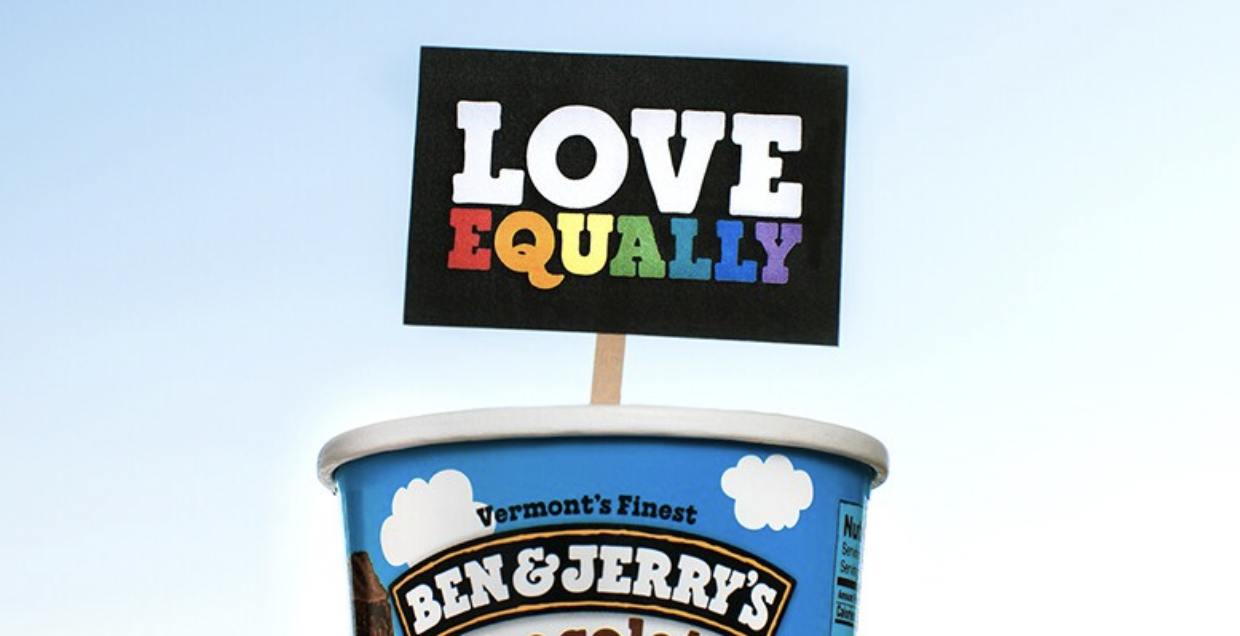 LOVE
EQUALLY
Vermont's Finest
BEN & JERRY'S